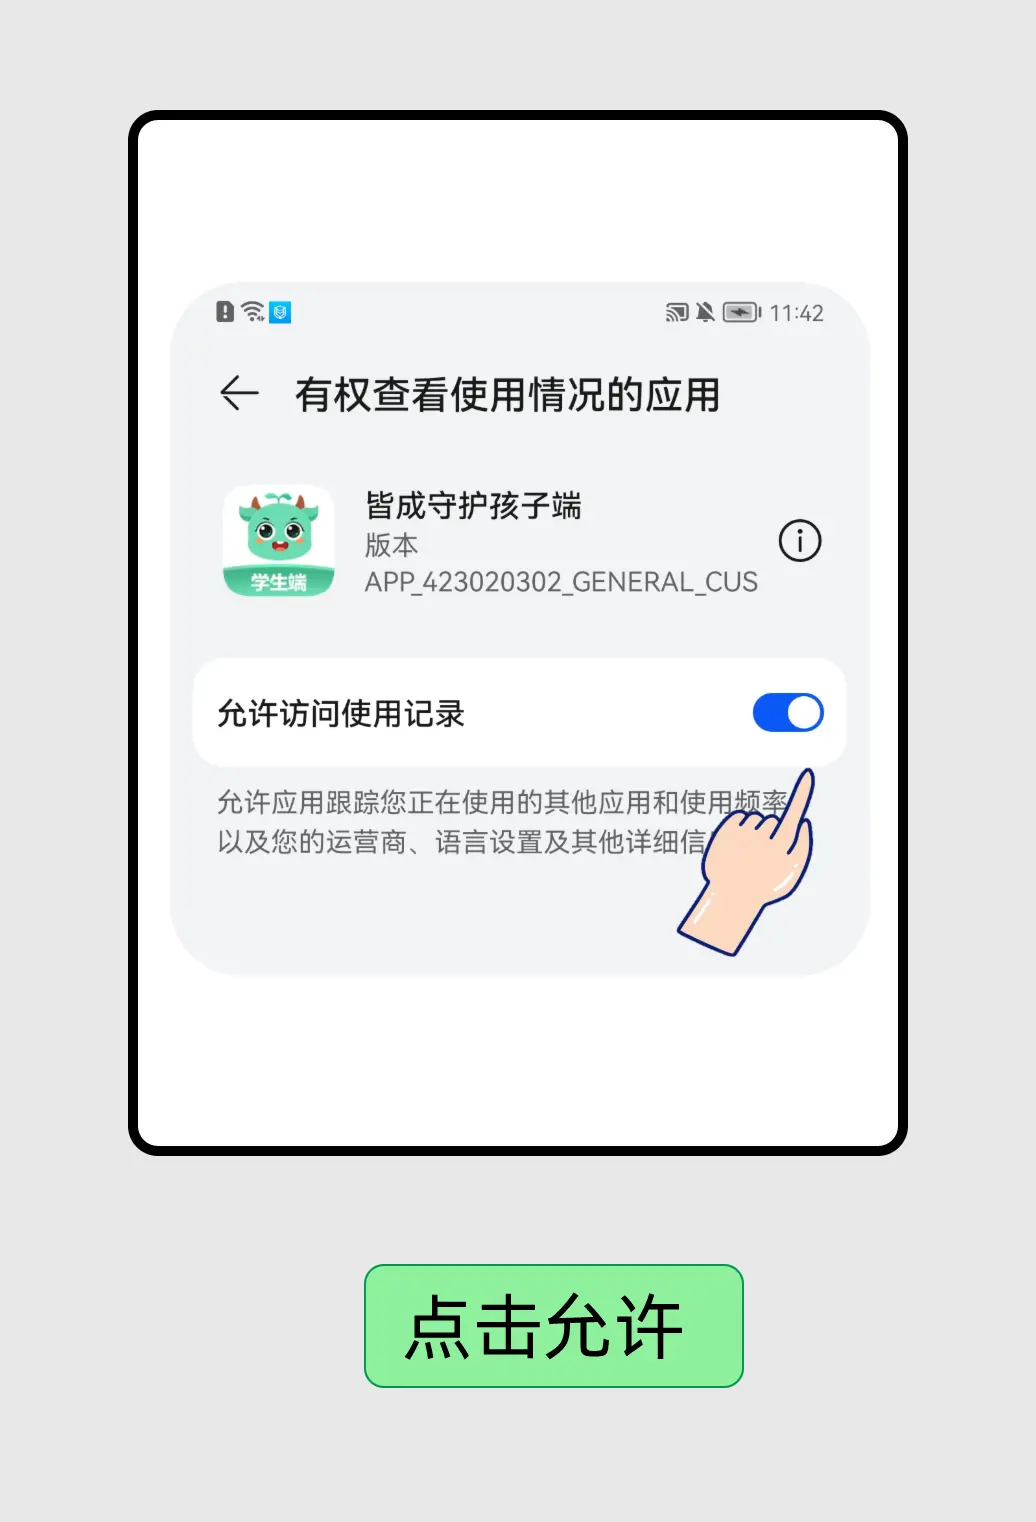 11:42
有权查看使用情况的应用
皆成守护孩子端
版本
APP_423020302_GENERAL_CUS
学生端
允许访问使用记录
允许应用跟踪您正在使用的其他应用和使用频率
以及您的运营商、语言设置及其他详细信
点击允许